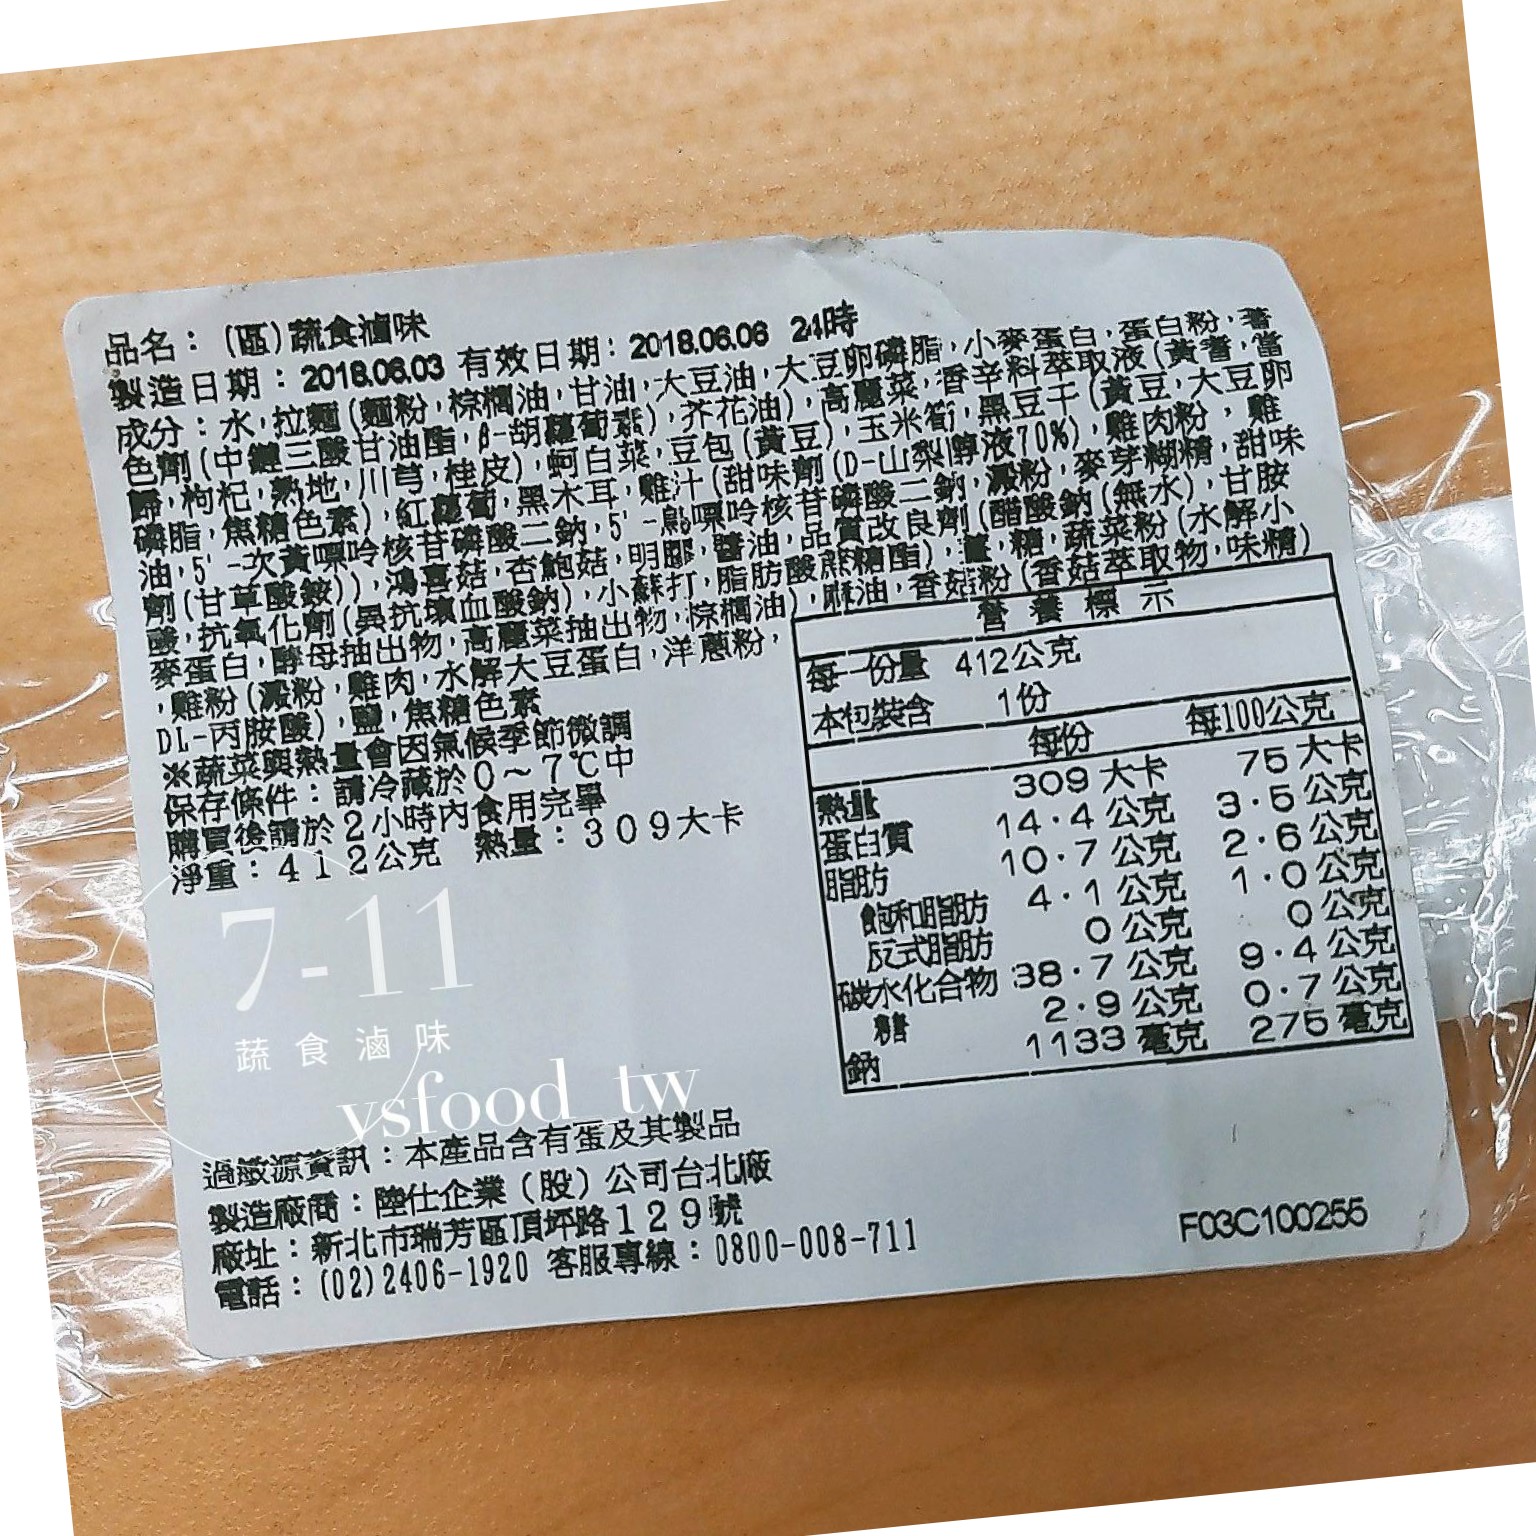 品名：(區)蔬食滷味
製造日期：2018.06.03 有效日期：2018.06.06 24時
成分：水,拉麵(麵粉,棕櫚油,甘油,大豆油,大豆卵磷脂,小麥蛋白,蛋白粉,著
色劑(中鏈三酸甘油酯,β-胡蘿蔔素),芥花油),高麗菜,香辛料萃取液(黃耆,當
歸,枸杞,熟地,川芎,桂皮),蚵白菜,豆包(黃豆),玉米筍,黑豆干(黃豆,大豆卵
磷脂,焦糖色素),紅蘿蔔,黑木耳,雞汁(甜味劑(D-山梨醇液70%),雞肉粉,雞
油,5'-次黃嘌呤核苷磷酸二鈉,5'-鳥嘌呤核苷磷酸二鈉,澱粉,麥芽糊精,甜味
劑(甘草酸銨)),鴻喜菇,杏鮑菇,明膠,醬油,品質改良劑(醋酸鈉(無水),甘胺
酸,抗氧化劑(異抗壞血酸鈉),小蘇打,脂肪酸蔗糖酯),鹽,糖,蔬菜粉(水解小
麥蛋白,酵母抽出物,高麗菜抽出物,棕櫚油),麻油,香菇粉(香菇萃取物,味精)
,雞粉(澱粉,雞肉,水解大豆蛋白,洋蔥粉,
DL-丙胺酸),鹽,焦糖色素
※蔬菜與熱量會因氣候季節微調
保存條件：請冷藏於0～7℃中
購買後請於2小時內食用完畢
淨重：412公克 熱量：309大卡
營養標示
每一份量 412公克
本包裝含 1份
每份 每100公克
熱量 309大卡 75大卡
蛋白質 14.4公克 3.5公克
脂肪 10.7公克 2.6公克
飽和脂肪 4.1公克 1.0公克
反式脂肪 0公克 0公克
碳水化合物 38.7公克 9.4公克
糖 2.9公克 0.7公克
鈉 1133毫克 275毫克
7-11
蔬食滷味
ysfood_tw
過敏源資訊：本產品含有蛋及其製品
製造廠商：陸仕企業(股)公司台北廠
廠址：新北市瑞芳區頂坪路129號
電話：(02)2406-1920 客服專線：0800-008-711
F03C100255